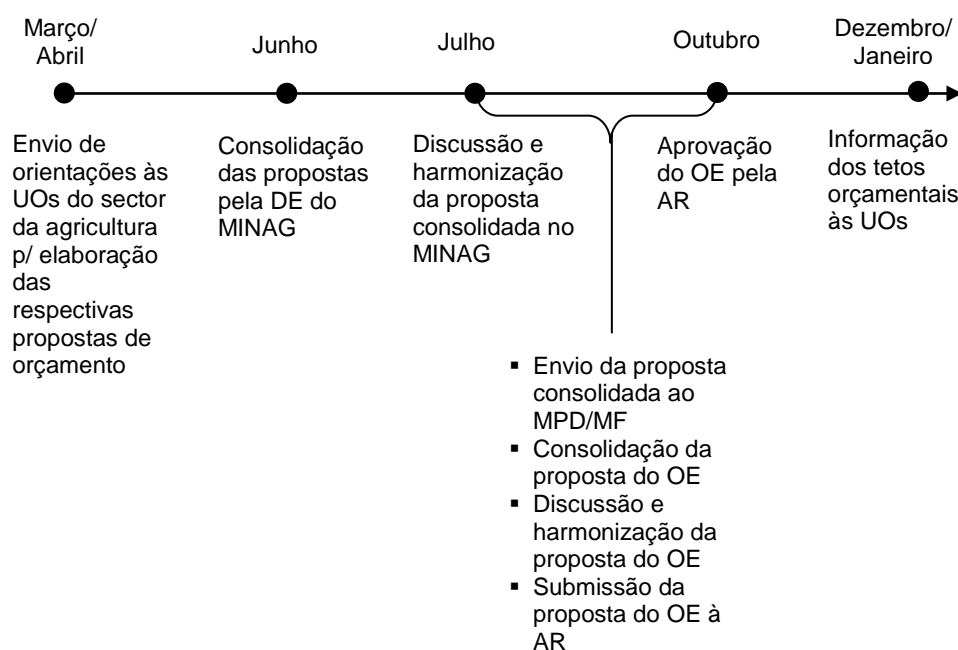 Março/
Abril
Junho
Julho
Outubro
Dezembro/
Janeiro
Envio de
orientações às
UOs do sector
da agricultura
p/ elaboração
das
respectivas
propostas de
orçamento
Consolidação
das propostas
pela DE do
MINAG
Discussão e
harmonização
da proposta
consolidada no
MINAG
Aprovação
do OE pela
AR
Informação
dos tetos
orçamentais
às UOs
▪ Envio da proposta
consolidada ao
MPD/MF
▪ Consolidação da
proposta do OE
▪ Discussão e
harmonização da
proposta do OE
▪ Submissão da
proposta do OE à
AR